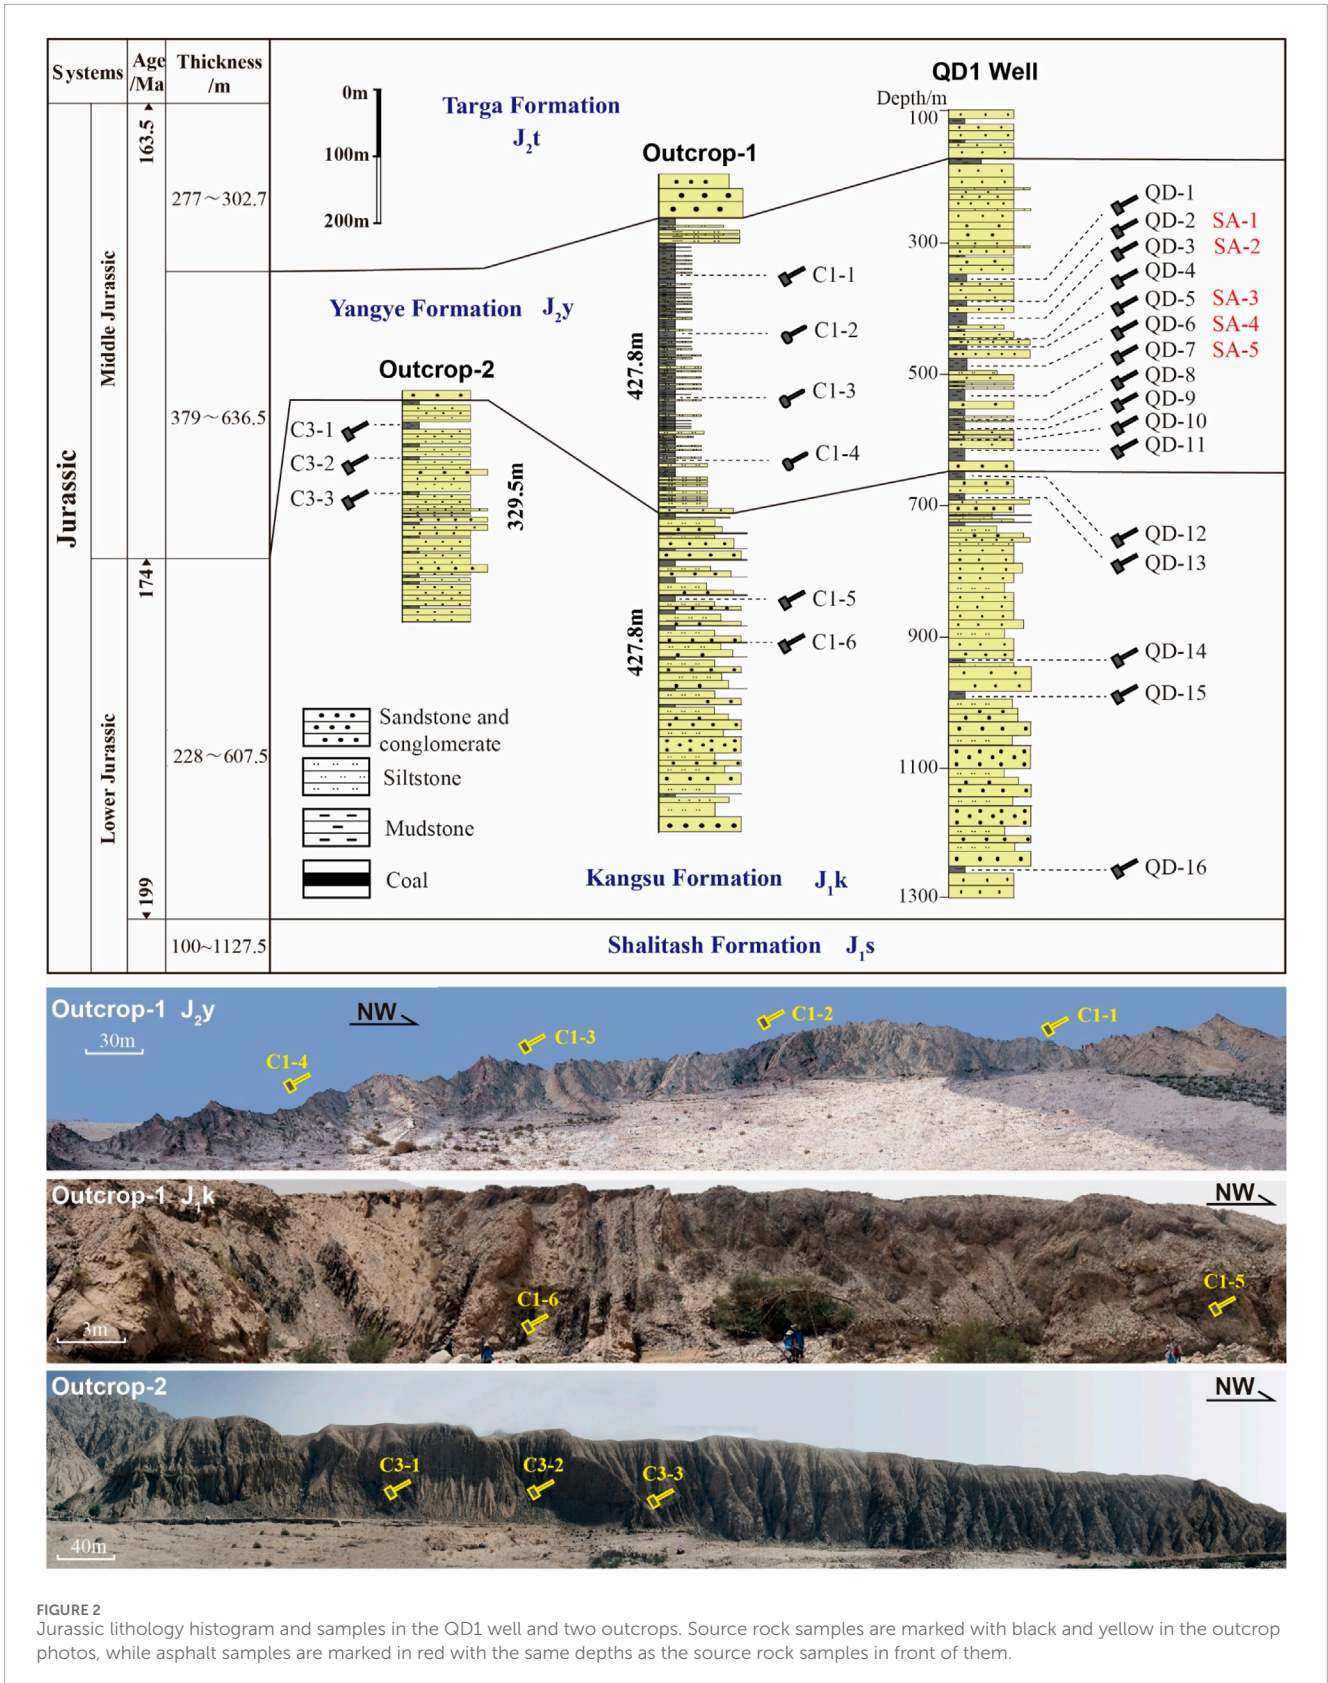 Systems
Age
/Ma
Thickness
/m
Jurassic
Middle Jurassic
Lower Jurassic
163.5
174
199
277～302.7
379～636.5
228～607.5
100~1127.5
0m
100m
200m
Targa Formation
J2t
Yangye Formation J2y
Outcrop-2
C3-1
C3-2
C3-3
329.5m
Outcrop-1
427.8m
427.8m
C1-1
C1-2
C1-3
C1-4
C1-5
C1-6
QD1 Well
Depth/m
100
300
500
700
900
1100
1300
QD-1
QD-2 SA-1
QD-3 SA-2
QD-4
QD-5 SA-3
QD-6 SA-4
QD-7 SA-5
QD-8
QD-9
QD-10
QD-11
QD-12
QD-13
QD-14
QD-15
QD-16
Sandstone and
conglomerate
Siltstone
Mudstone
Coal
Kangsu Formation J1k
Shalitash Formation J1s
Outcrop-1 J2y
NW
30m
C1-4
C1-3
C1-2
C1-1
Outcrop-1 J1k
NW
3m
C1-6
C1-5
Outcrop-2
NW
40m
C3-1
C3-2
C3-3
FIGURE 2
Jurassic lithology histogram and samples in the QD1 well and two outcrops. Source rock samples are marked with black and yellow in the outcrop
photos, while asphalt samples are marked in red with the same depths as the source rock samples in front of them.